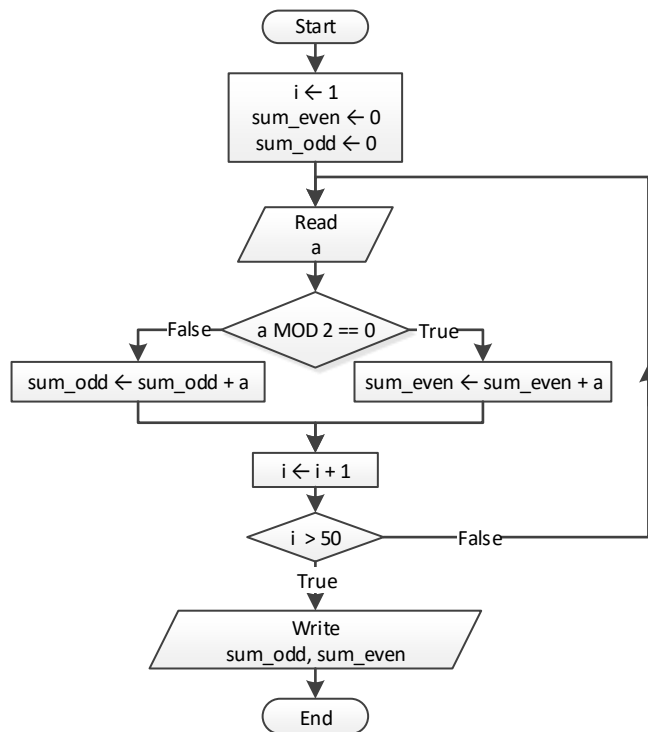 Start
i ← 1
sum_even ← 0
sum_odd ← 0
Read
a
a MOD 2 == 0
False
True
sum_odd ← sum_odd + a
sum_even ← sum_even + a
i ← i + 1
i > 50
False
True
Write
sum_odd, sum_even
End